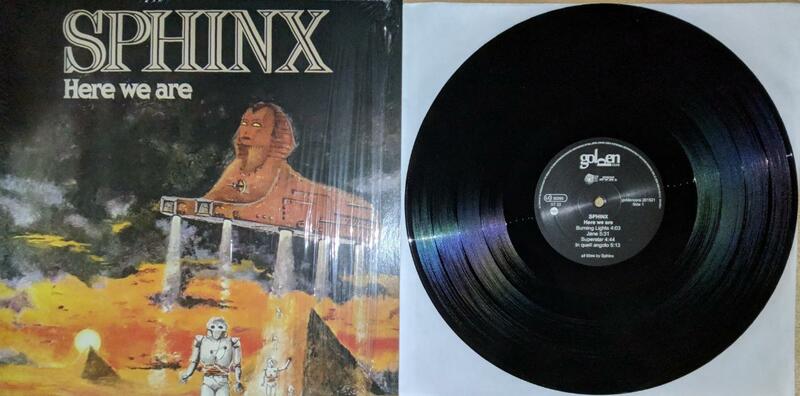 SPHINX
Here we are
golden
Side 1
SPHINX
Here we are
Burning Lights 4:03
Jane 5:31
Superstar 4:44
In quell angolo 5:13
all titles by Sphinx